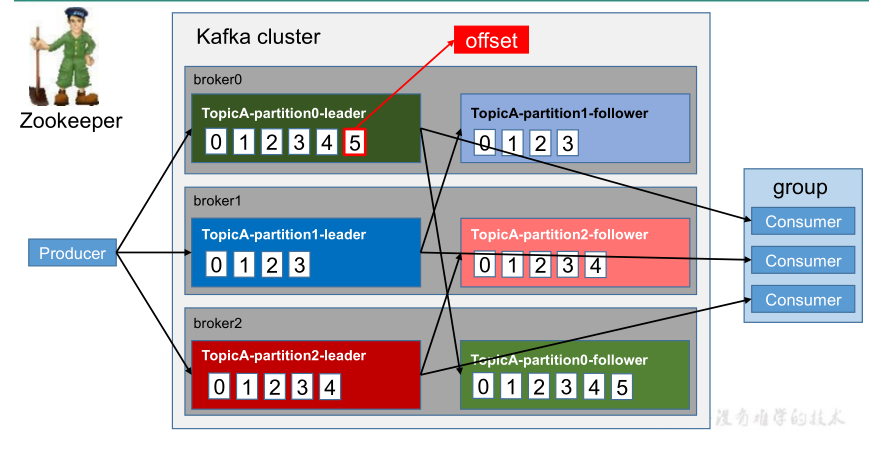 Kafka cluster
offset
Zookeeper
broker0
TopicA-partition0-leader
0 1 2 3 4 5
TopicA-partition1-follower
0 1 2 3
broker1
TopicA-partition1-leader
0 1 2 3
TopicA-partition2-follower
0 1 2 3 4
broker2
TopicA-partition2-leader
0 1 2 3 4
TopicA-partition0-follower
0 1 2 3 4 5
Producer
group
Consumer
Consumer
Consumer
没有难学的技术